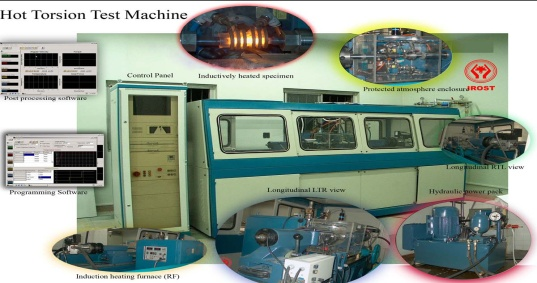 Hot Torsion Test Machine
Control Panel
Inductively heated specimen
Protected atmosphere enclosure
IROST
Post processing software
Longitudinal RTL view
Programming Software
Longitudinal LTR view
Hydraulic power pack
Induction heating furnace (RF)